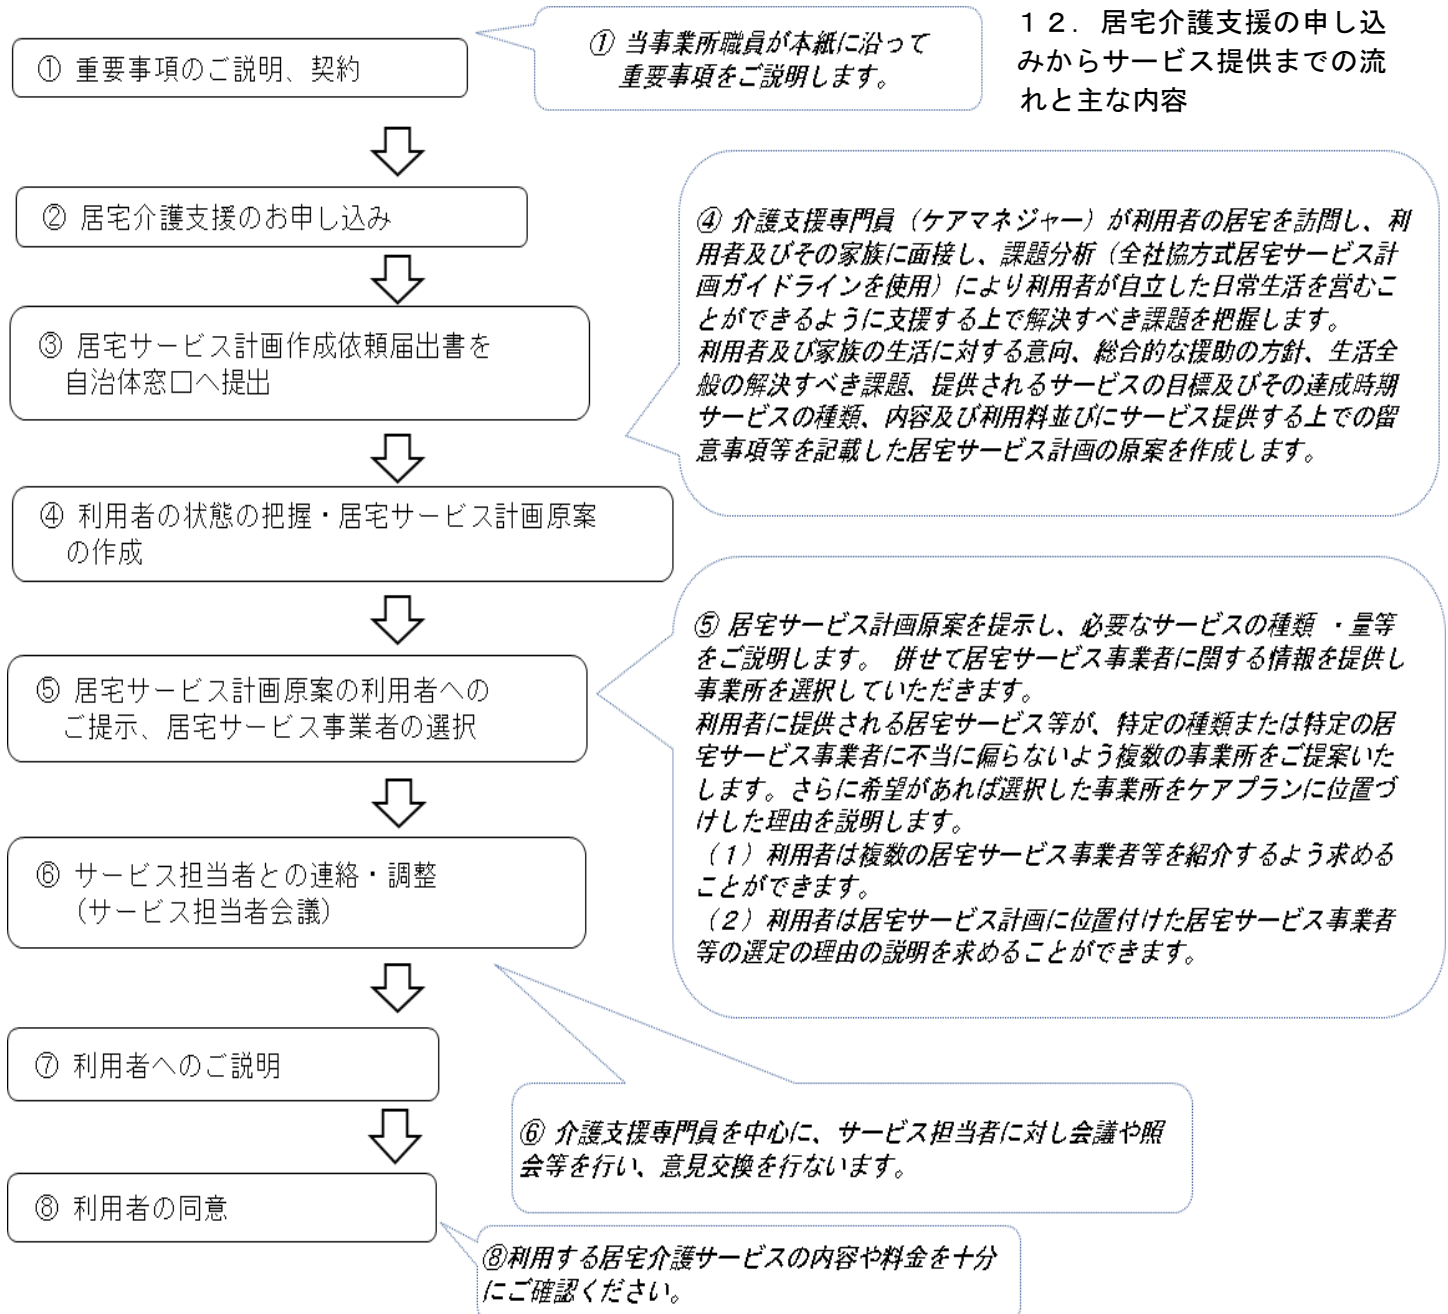 １２．居宅介護支援の申し込
みからサービス提供までの流
れと主な内容
① 重要事項のご説明、契約
① 当事業所職員が本紙に沿って
重要事項をご説明します。
② 居宅介護支援のお申し込み
③ 居宅サービス計画作成依頼届出書を
自治体窓口へ提出
④ 介護支援専門員（ケアマネジャー）が利用者の居宅を訪問し、利
用者及びその家族に面接し、課題分析（全社協方式居宅サービス計
画ガイドラインを使用）により利用者が自立した日常生活を営むこ
とができるように支援する上で解決すべき課題を把握します。
利用者及び家族の生活に対する意向、総合的な援助の方針、生活全
般の解決すべき課題、提供されるサービスの目標及びその達成時期
サービスの種類、内容及び利用料並びにサービス提供する上での留
意事項等を記載した居宅サービス計画の原案を作成します。
④ 利用者の状態の把握・居宅サービス計画原案
の作成
⑤ 居宅サービス計画原案の利用者への
ご提示、居宅サービス事業者の選択
⑤ 居宅サービス計画原案を提示し、必要なサービスの種類 ・量等
をご説明します。 併せて居宅サービス事業者に関する情報を提供し
事業所を選択していただきます。
利用者に提供される居宅サービス等が、特定の種類または特定の居
宅サービス事業者に不当に偏らないよう複数の事業所をご提案いた
します。さらに希望があれば選択した事業所をケアプランに位置づ
けした理由を説明します。
（１）利用者は複数の居宅サービス事業者等を紹介するよう求める
ことができます。
（２）利用者は居宅サービス計画に位置付けた居宅サービス事業者
等の選定の理由の説明を求めることができます。
⑥ サービス担当者との連絡・調整
（サービス担当者会議）
⑦ 利用者へのご説明
⑥ 介護支援専門員を中心に、サービス担当者に対し会議や照
会等を行い、意見交換を行ないます。
⑧ 利用者の同意
⑧利用する居宅介護サービスの内容や料金を十分
にご確認ください。